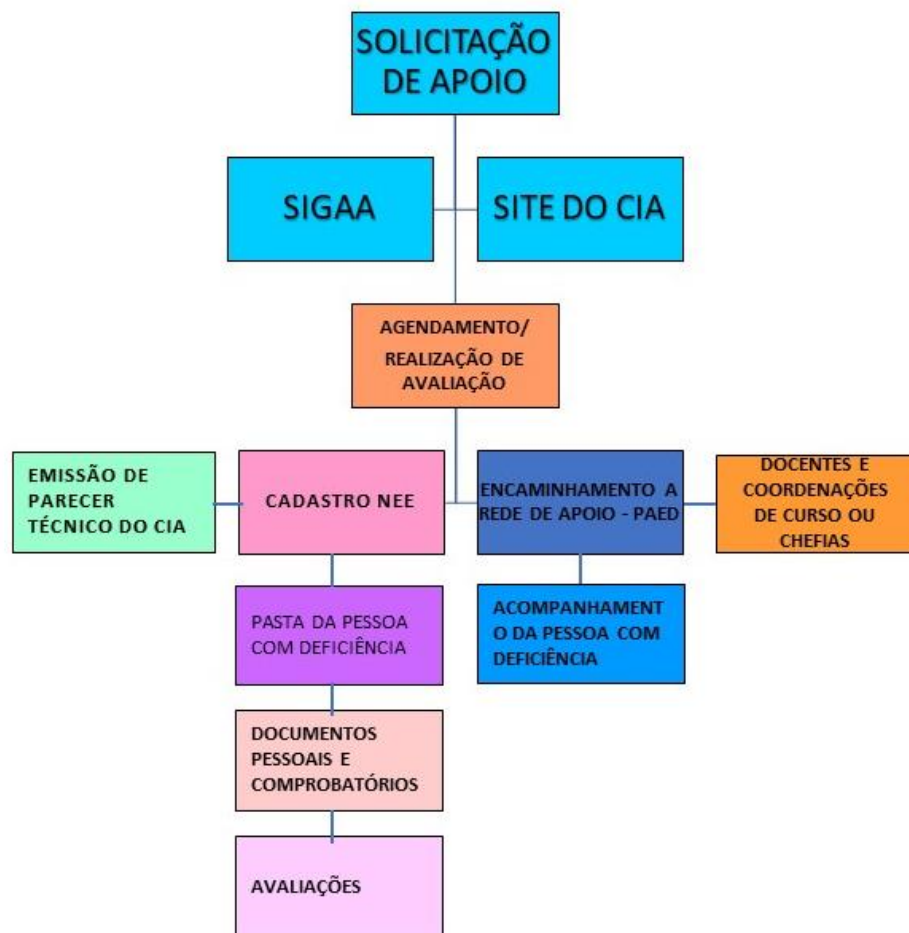 SOLICITAÇÃO
DE APOIO
SIGAA
SITE DO CIA
AGENDAMENTO/
REALIZAÇÃO DE
AVALIAÇÃO
EMISSÃO DE
PARECER
TÉCNICO DO CIA
CADASTRO NEE
ENCAMINHAMENTO A
REDE DE APOIO - PAED
DOCENTES E
COORDENAÇÕES
DE CURSO OU
CHEFIAS
PASTA DA PESSOA
COM DEFICIÊNCIA
ACOMPANHAMENT
O DA PESSOA COM
DEFICIÊNCIA
DOCUMENTOS
PESSOAIS E
COMPROBATÓRIOS
AVALIAÇÕES